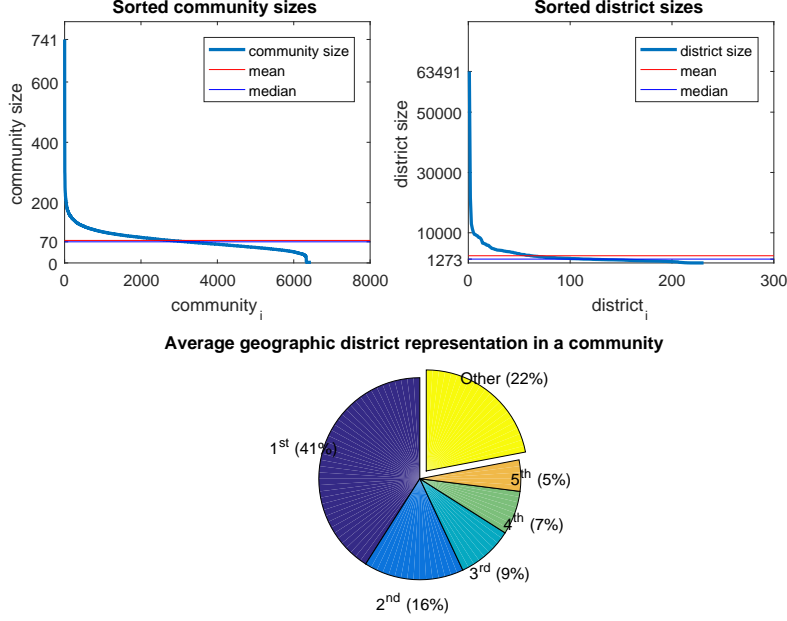 Sorted community sizes
741
600
400
200
70
0
0
2000
4000
6000
8000
community size
community size
mean
median
community i
Sorted district sizes
63491
50000
30000
10000
1273
0
100
200
300
district size
district size
mean
median
district i
Average geographic district representation in a community
Other (22%)
1st (41%)
5th (5%)
4th (7%)
3rd (9%)
2nd (16%)